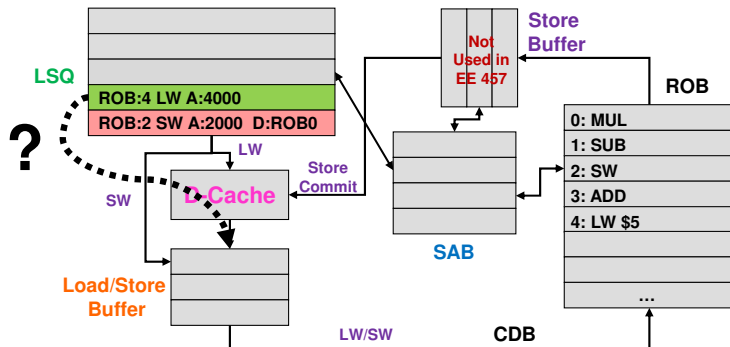 Not
Used in
EE 457
Store
Buffer
LSQ
ROB
ROB:4 LW A:4000
ROB:2 SW A:2000 D:ROB0
?
0: MUL
1: SUB
2: SW
3: ADD
4: LW $5
...
LW
SW
Store
Commit
D-Cache
SAB
Load/Store
Buffer
LW/SW
CDB